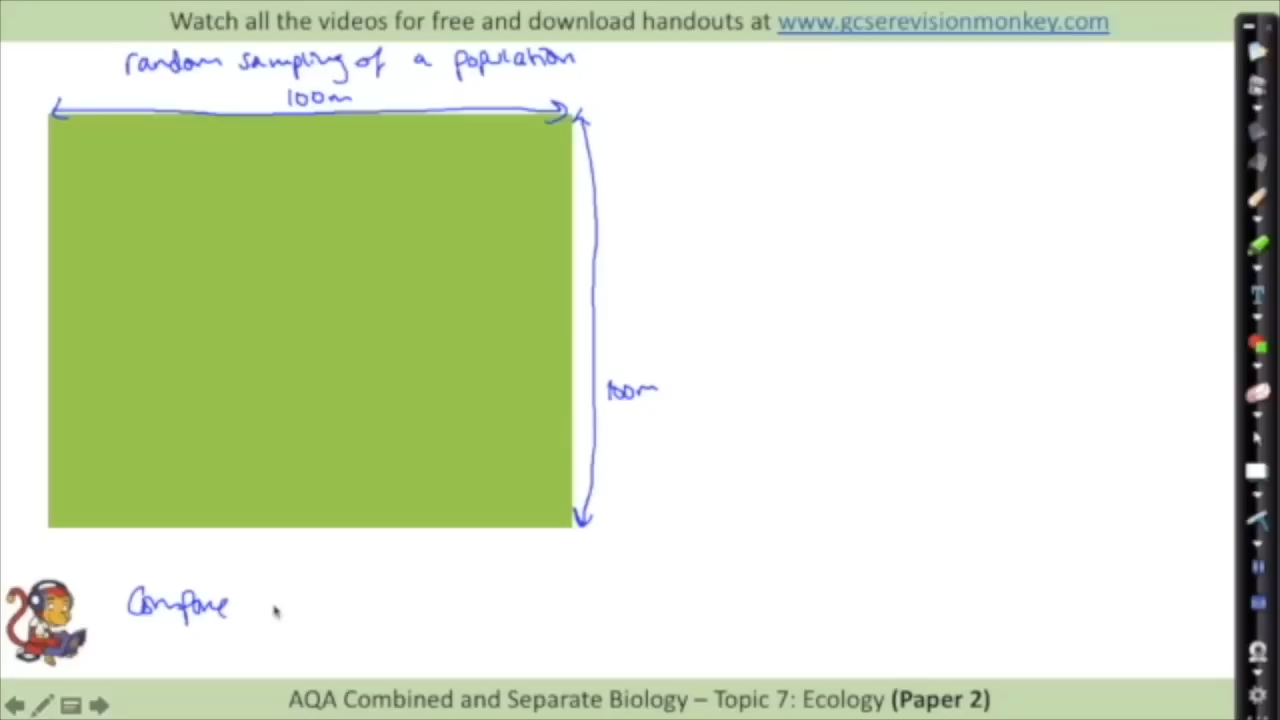 Watch all the videos for free and download handouts at www.gcserevisionmonkey.com
random sampling of a population
100m
100m
Compare
AQA Combined and Separate Biology – Topic 7: Ecology (Paper 2)